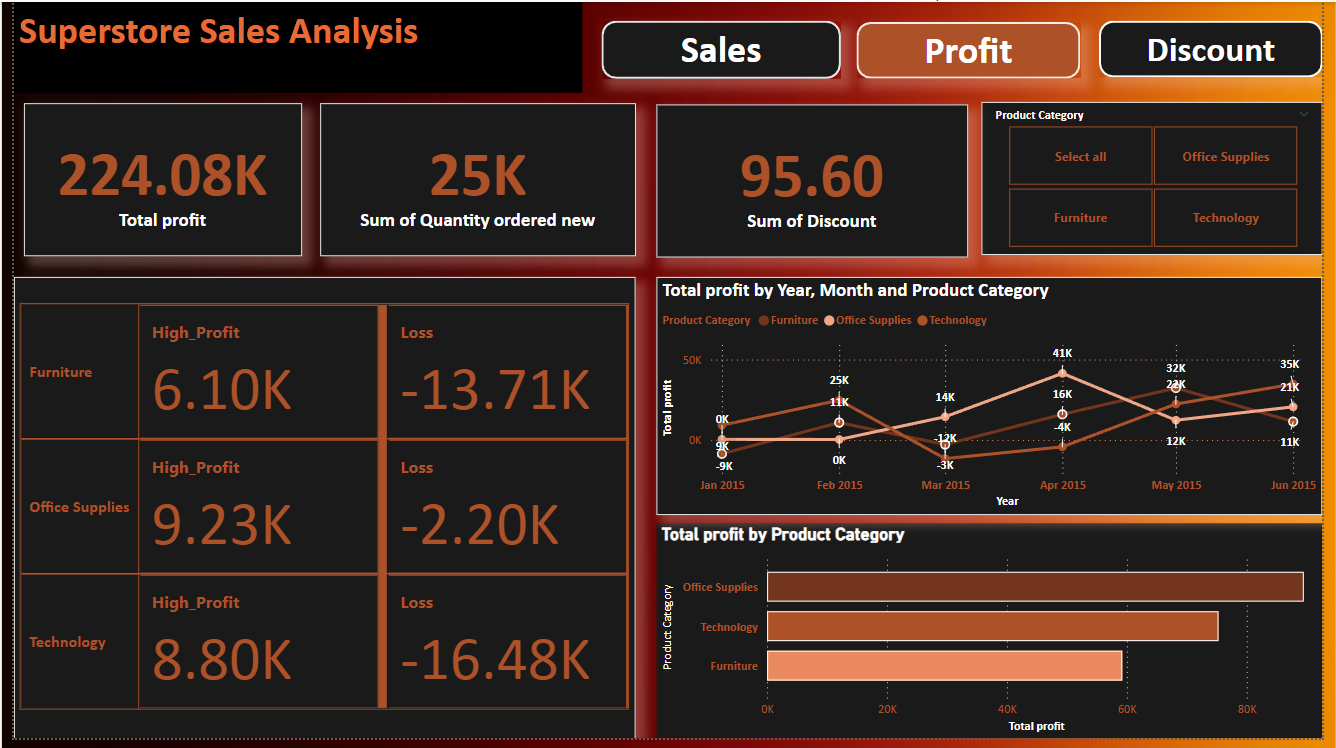 Superstore Sales Analysis
Sales
Profit
Discount
224.08K
Total profit
25K
Sum of Quantity ordered new
95.60
Sum of Discount
Product Category
Select all
Office Supplies
Furniture
Technology
Furniture
High_Profit
6.10K
Loss
-13.71K
Office Supplies
High_Profit
9.23K
Loss
-2.20K
Technology
High_Profit
8.80K
Loss
-16.48K
Total profit by Year, Month and Product Category
Product Category Furniture Office Supplies Technology
Total profit
50K
0K
0K
9K
-9K
25K
11K
0K
14K
-12K
-3K
41K
16K
-4K
32K
22K
12K
35K
21K
11K
Jan 2015 Feb 2015 Mar 2015 Apr 2015 May 2015 Jun 2015
Year
Total profit by Product Category
Product Category
Office Supplies
Technology
Furniture
0K 20K 40K 60K 80K
Total profit